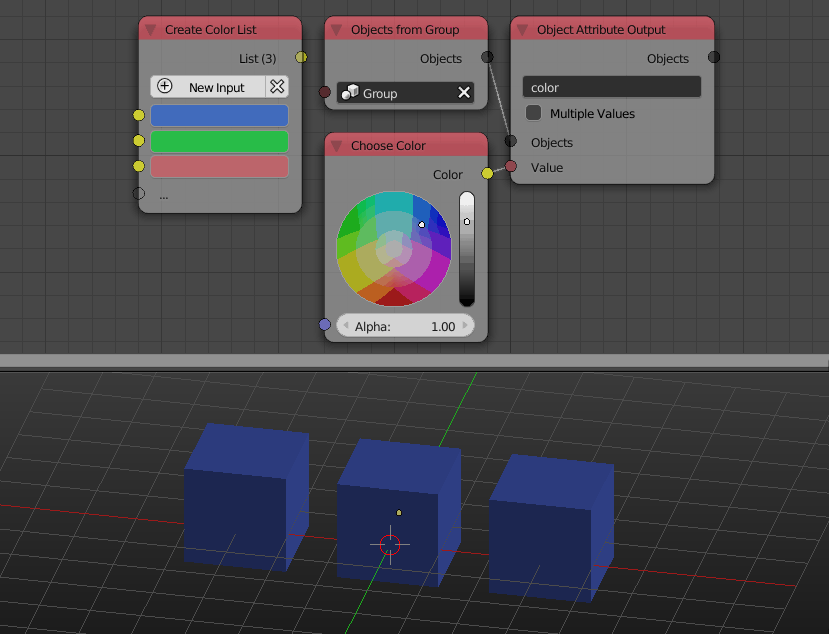 Create Color List
List (3)
New Input
...
Objects from Group
Objects
Group
Choose Color
Color
Alpha: 1.00
Object Attribute Output
Objects
color
Multiple Values
Objects
Value